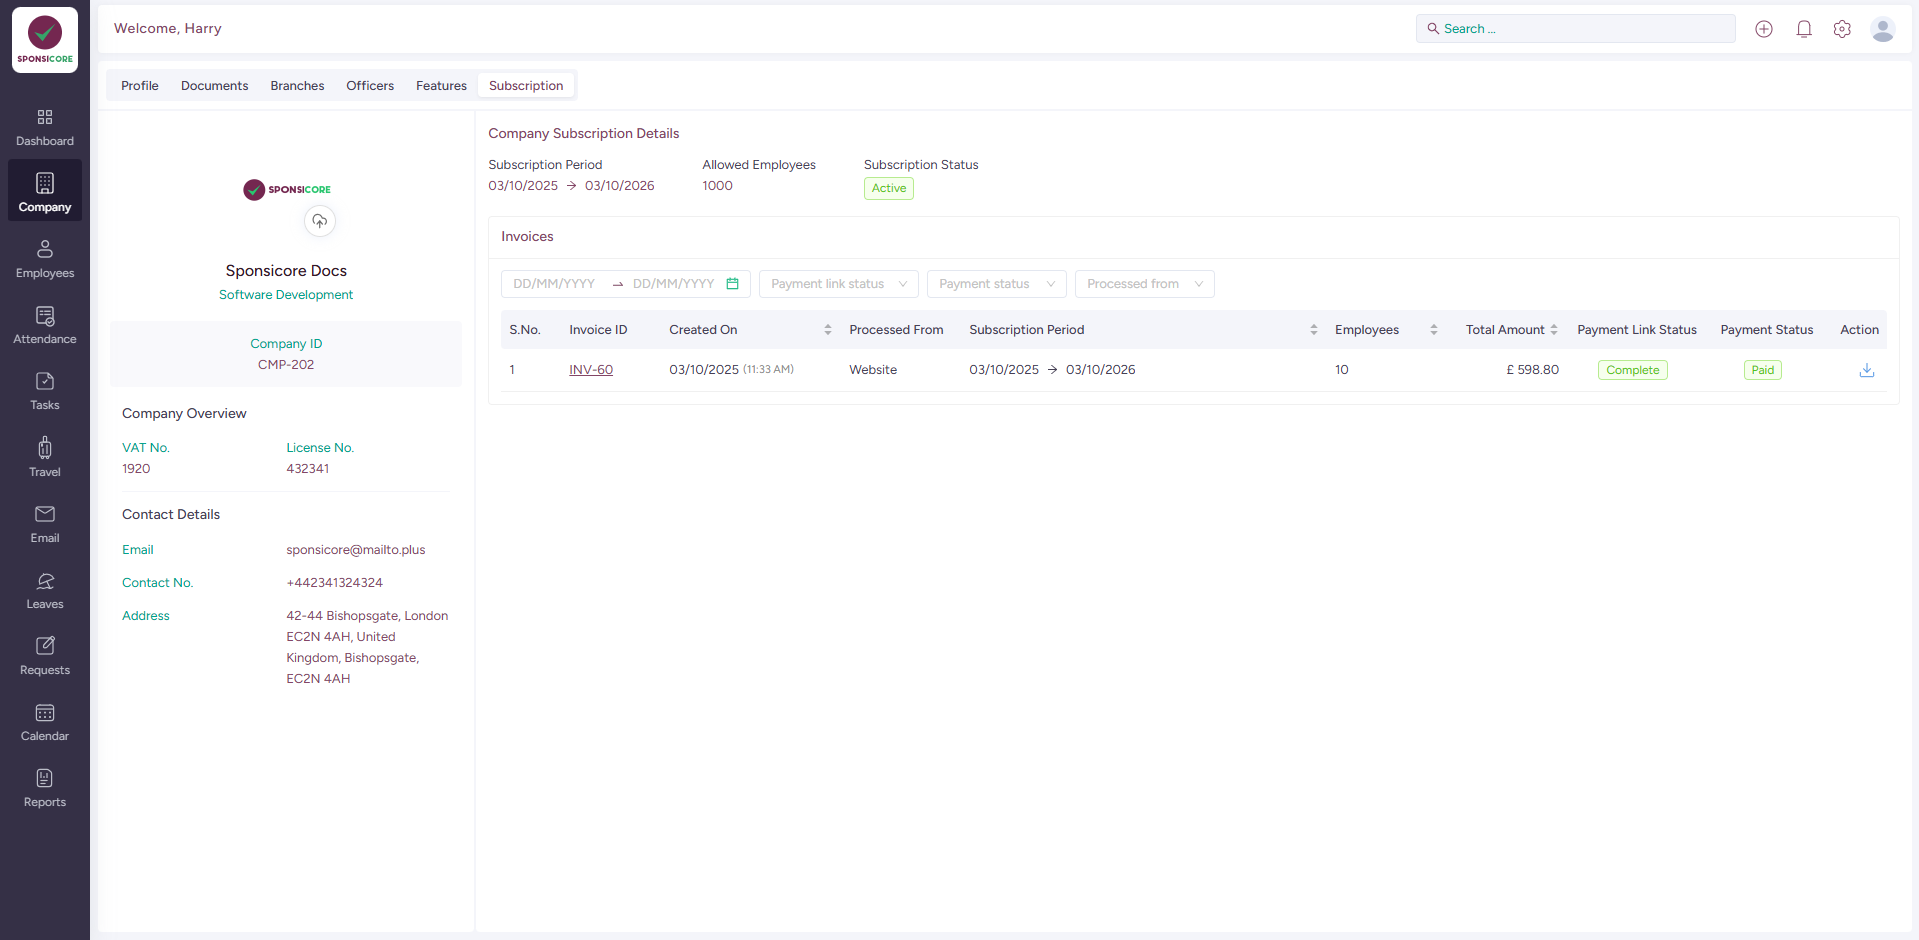 SPONSICORE
Welcome, Harry
Search ...
Dashboard
Company
Employees
Attendance
Tasks
Travel
Email
Leaves
Requests
Calendar
Reports
Profile Documents Branches Officers Features Subscription
SPONSICORE
Sponsicore Docs
Software Development
Company ID
CMP-202
Company Overview
VAT No. License No.
1920 432341
Contact Details
Email sponsicore@mailto.plus
Contact No. +442341324324
Address 42-44 Bishopsgate, London
EC2N 4AH, United
Kingdom, Bishopsgate,
EC2N 4AH
Company Subscription Details
Subscription Period Allowed Employees Subscription Status
03/10/2025 → 03/10/2026 1000 Active
Invoices
DD/MM/YYYY → DD/MM/YYYY Payment link status Payment status Processed from
S.No. Invoice ID Created On Processed From Subscription Period Employees Total Amount Payment Link Status Payment Status Action
1 INV-60 03/10/2025 (11:33 AM) Website 03/10/2025 → 03/10/2026 10 £ 598.80 Complete Paid